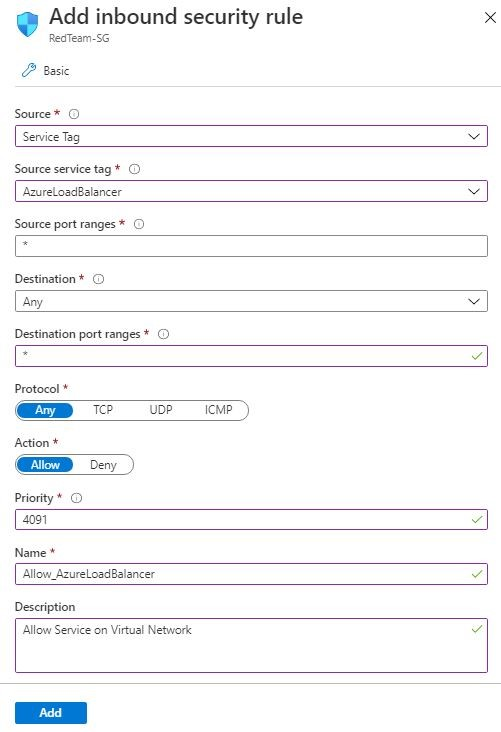 Add inbound security rule
RedTeam-SG
Basic
Source *
Service Tag
Source service tag *
AzureLoadBalancer
Source port ranges *
*
Destination *
Any
Destination port ranges *
*
Protocol *
Any TCP UDP ICMP
Action *
Allow Deny
Priority *
4091
Name *
Allow_AzureLoadBalancer
Description
Allow Service on Virtual Network
Add